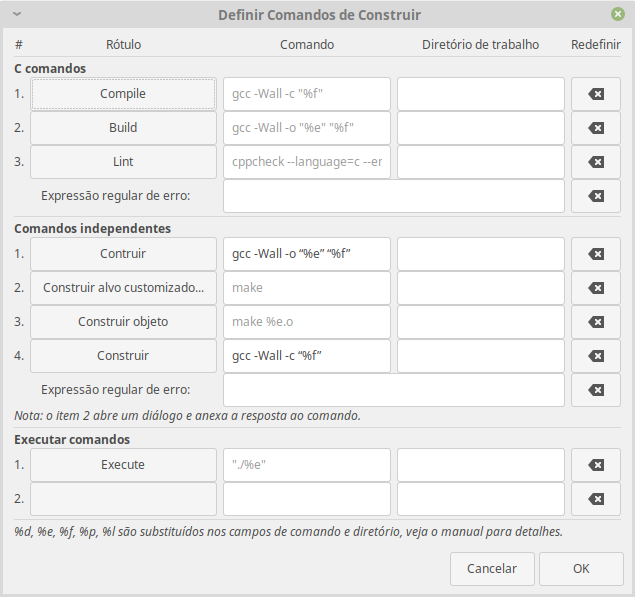 Definir Comandos de Construir
# Rótulo Comando Diretório de trabalho Redefinir
C comandos
1. Compile gcc -Wall -c "%f"
2. Build gcc -Wall -o "%e" "%f"
3. Lint cppcheck --language=c --er
Expressão regular de erro:
Comandos independentes
1. Contruir gcc -Wall -o “%e” “%f”
2. Construir alvo customizado... make
3. Construir objeto make %e.o
4. Construir gcc -Wall -c “%f”
Expressão regular de erro:
Nota: o item 2 abre um diálogo e anexa a resposta ao comando.
Executar comandos
1. Execute "./%e"
2.
%d, %e, %f, %p, %l são substituídos nos campos de comando e diretório, veja o manual para detalhes.
Cancelar OK